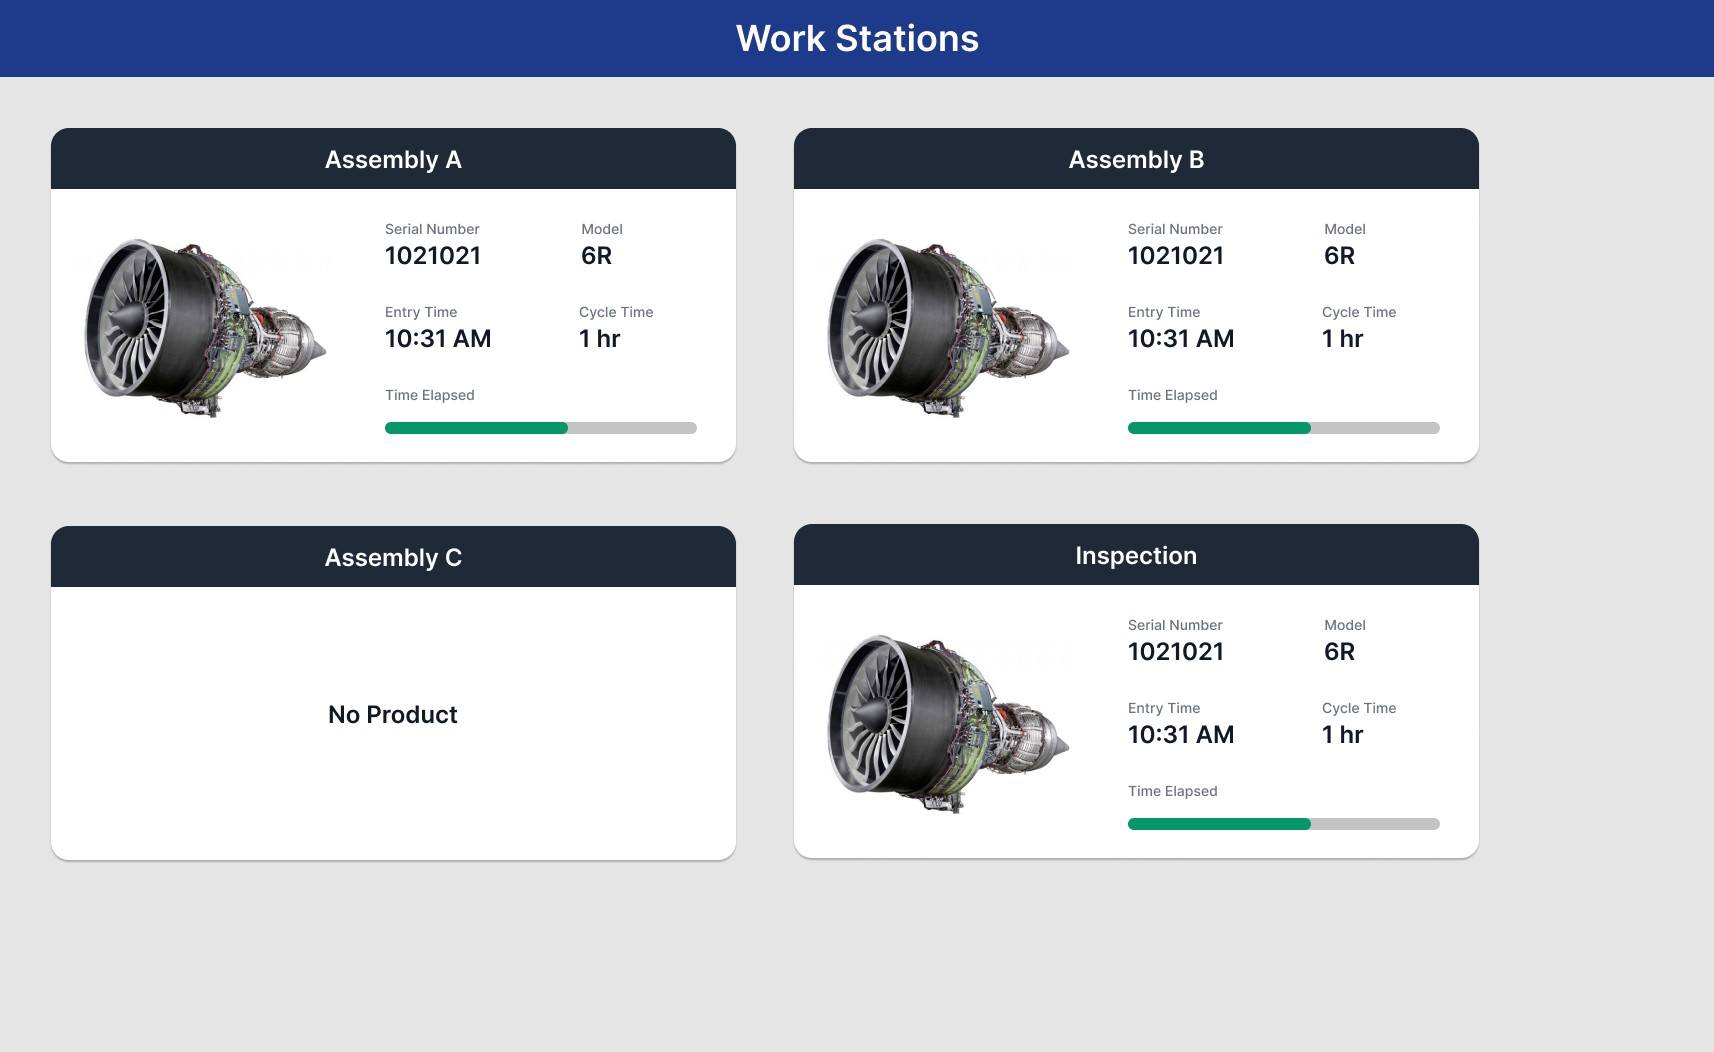 Work Stations
Assembly A
Serial Number Model
1021021 6R
Entry Time Cycle Time
10:31 AM 1 hr
Time Elapsed
Assembly B
Serial Number Model
1021021 6R
Entry Time Cycle Time
10:31 AM 1 hr
Time Elapsed
Assembly C
No Product
Inspection
Serial Number Model
1021021 6R
Entry Time Cycle Time
10:31 AM 1 hr
Time Elapsed